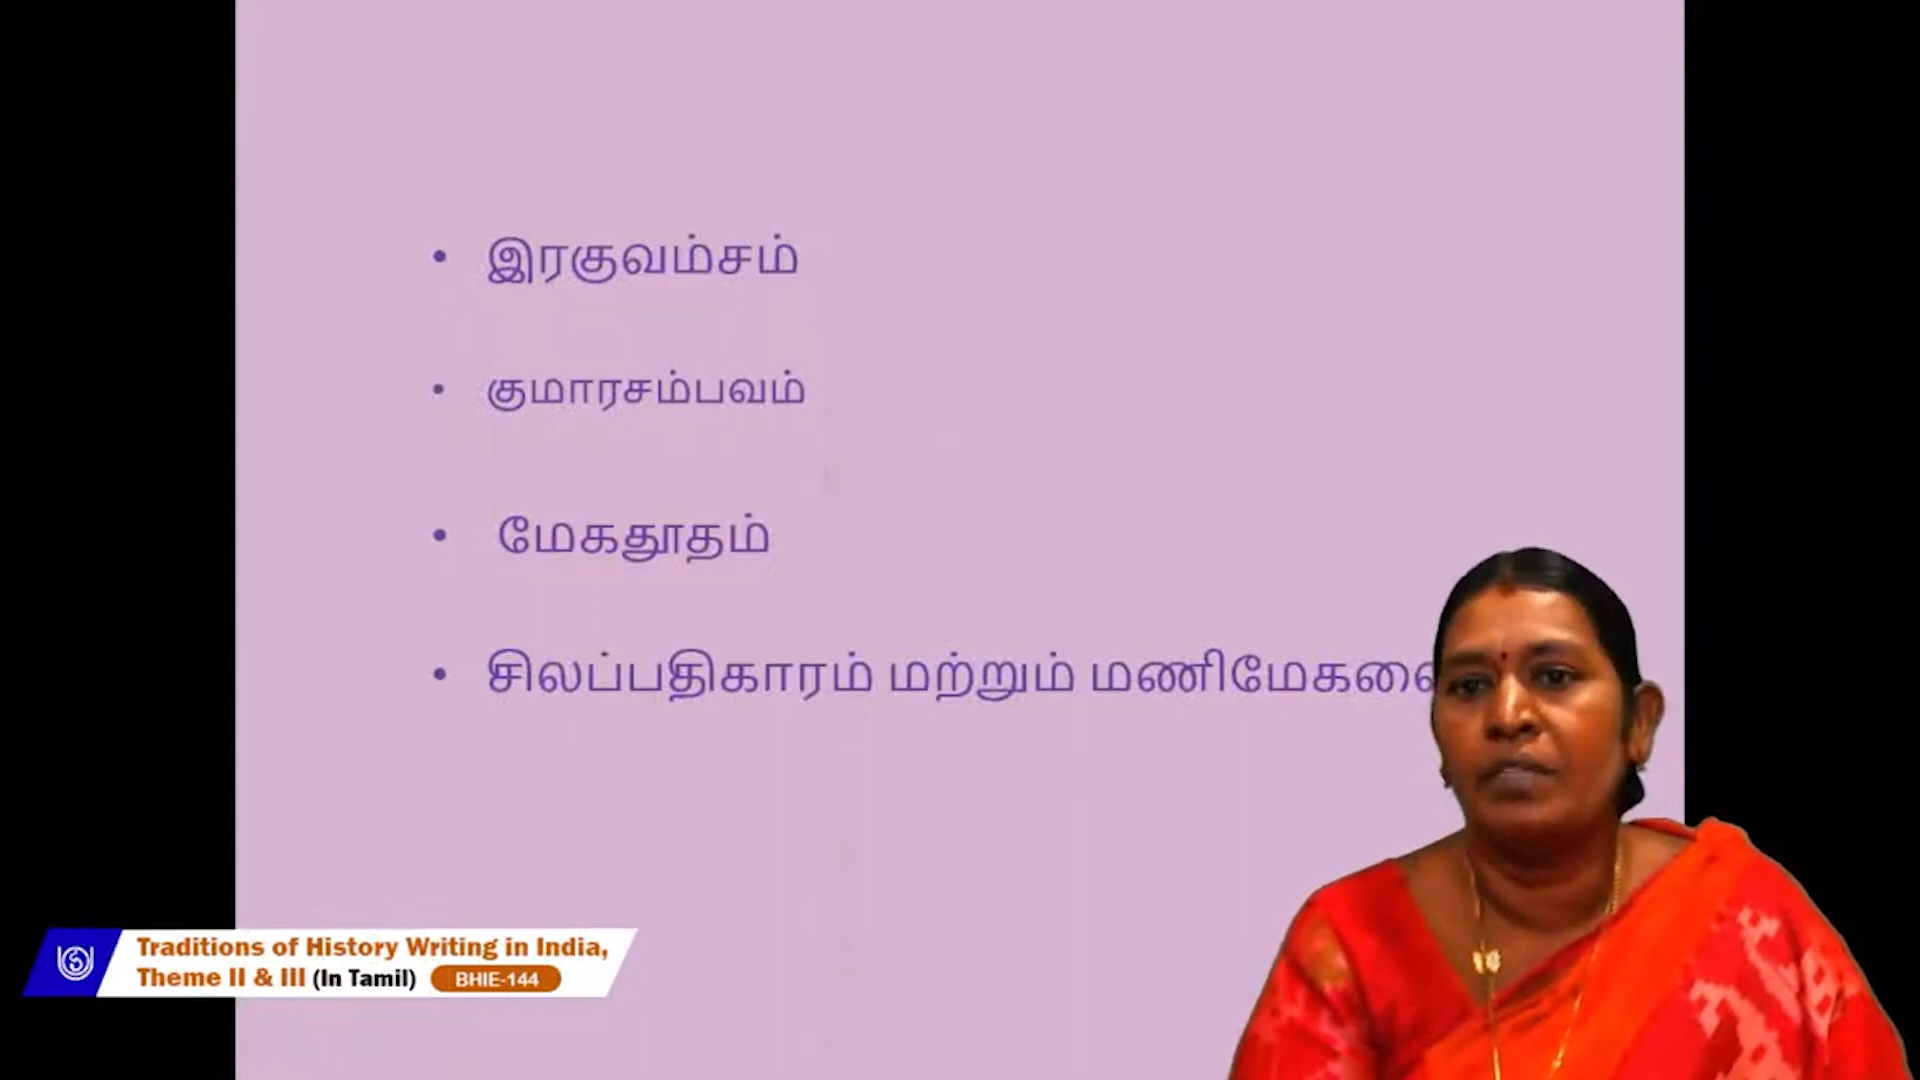 • இரகுவம்சம்
• குமாரசம்பவம்
• மேகதூதம்
• சிலப்பதிகாரம் மற்றும்
Traditions of History Writing in India,
Theme II & III (In Tamil) BHIE-144